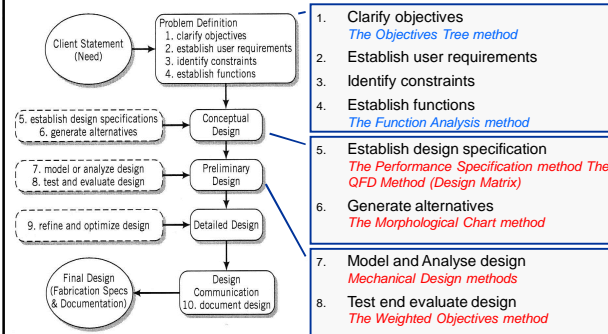 Problem Definition
1. clarify objectives
2. establish user requirements
3. identify constraints
4. establish functions
Client Statement
(Need)
5. establish design specifications
6. generate alternatives
Conceptual
Design
7. model or analyze design
8. test and evaluate design
Preliminary
Design
9. refine and optimize design
Detailed Design
Final Design
(Fabrication Specs
& Documentation)
Design
Communication
10. document design
1. Clarify objectives
The Objectives Tree method
2. Establish user requirements
3. Identify constraints
4. Establish functions
The Function Analysis method
5. Establish design specification
The Performance Specification method The
QFD Method (Design Matrix)
6. Generate alternatives
The Morphological Chart method
7. Model and Analyse design
Mechanical Design methods
8. Test end evaluate design
The Weighted Objectives method